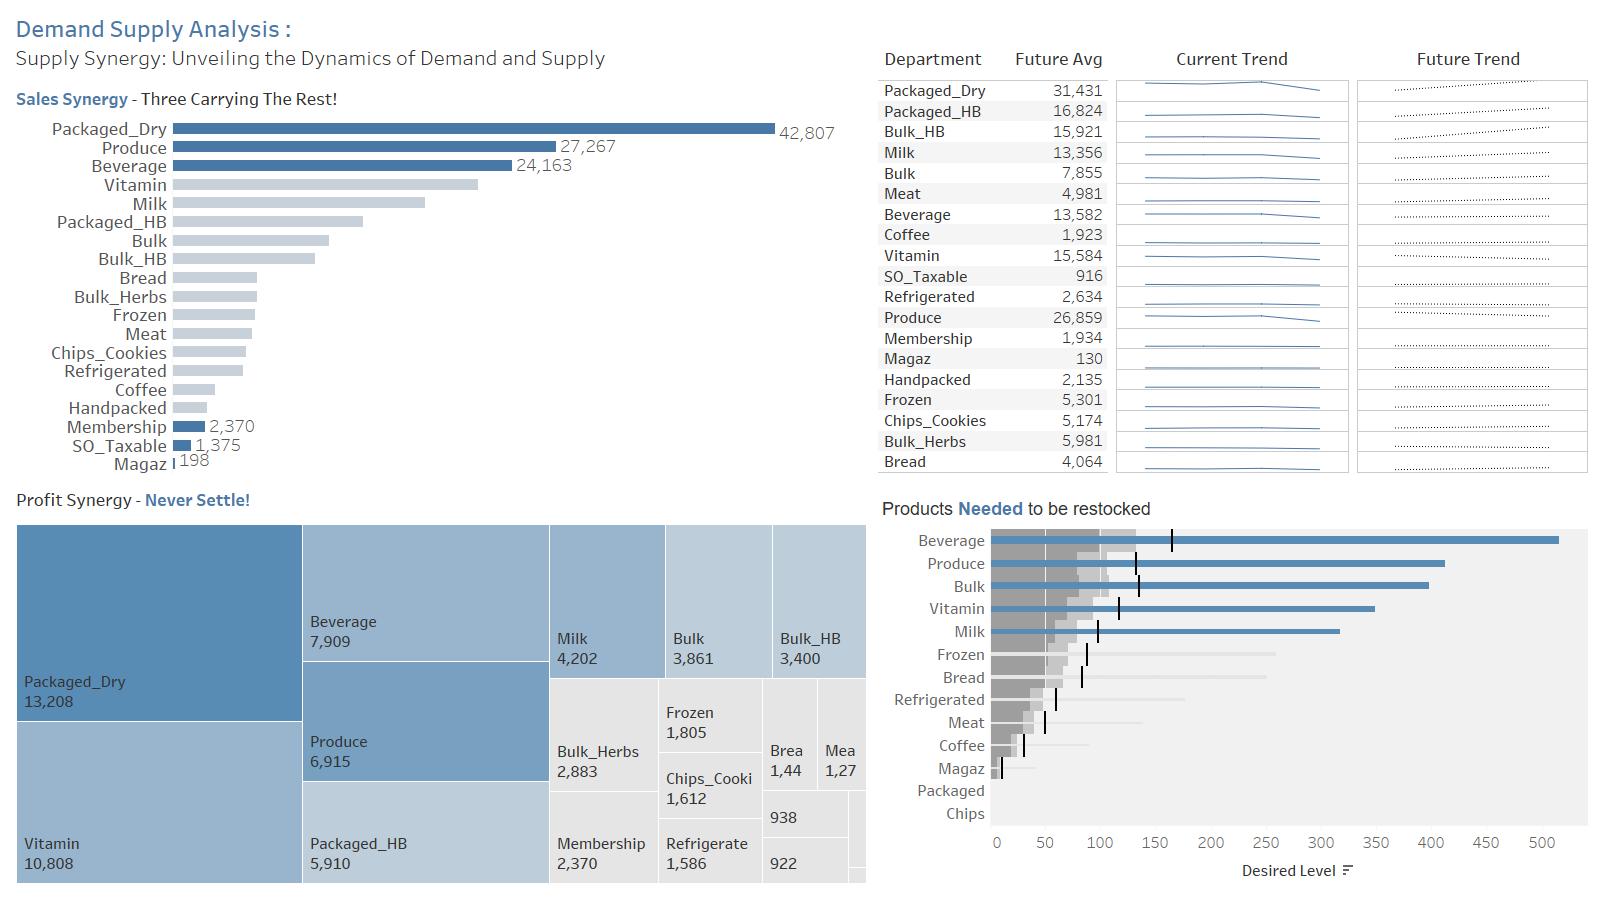 Demand Supply Analysis :
Supply Synergy: Unveiling the Dynamics of Demand and Supply
Sales Synergy - Three Carrying The Rest!
Packaged_Dry 42,807
Produce 27,267
Beverage 24,163
Vitamin
Milk
Packaged_HB
Bulk
Bulk_HB
Bread
Bulk_Herbs
Frozen
Meat
Chips_Cookies
Refrigerated
Coffee
Handpacked
Membership 2,370
SO_Taxable 1,375
Magaz 198
Department Future Avg Current Trend Future Trend
Packaged_Dry 31,431
Packaged_HB 16,824
Bulk_HB 15,921
Milk 13,356
Bulk 7,855
Meat 4,981
Beverage 13,582
Coffee 1,923
Vitamin 15,584
SO_Taxable 916
Refrigerated 2,634
Produce 26,859
Membership 1,934
Magaz 130
Handpacked 2,135
Frozen 5,301
Chips_Cookies 5,174
Bulk_Herbs 5,981
Bread 4,064
Profit Synergy - Never Settle!
Packaged_Dry
13,208
Vitamin
10,808
Beverage
7,909
Produce
6,915
Packaged_HB
5,910
Milk
4,202
Bulk
3,861
Bulk_HB
3,400
Bulk_Herbs
2,883
Membership
2,370
Frozen
1,805
Chips_Cooki
1,612
Refrigerate
1,586
Brea
1,44
Mea
1,27
938
922
Products Needed to be restocked
Beverage
Produce
Bulk
Vitamin
Milk
Frozen
Bread
Refrigerated
Meat
Coffee
Magaz
Packaged
Chips
0 50 100 150 200 250 300 350 400 450 500
Desired Level